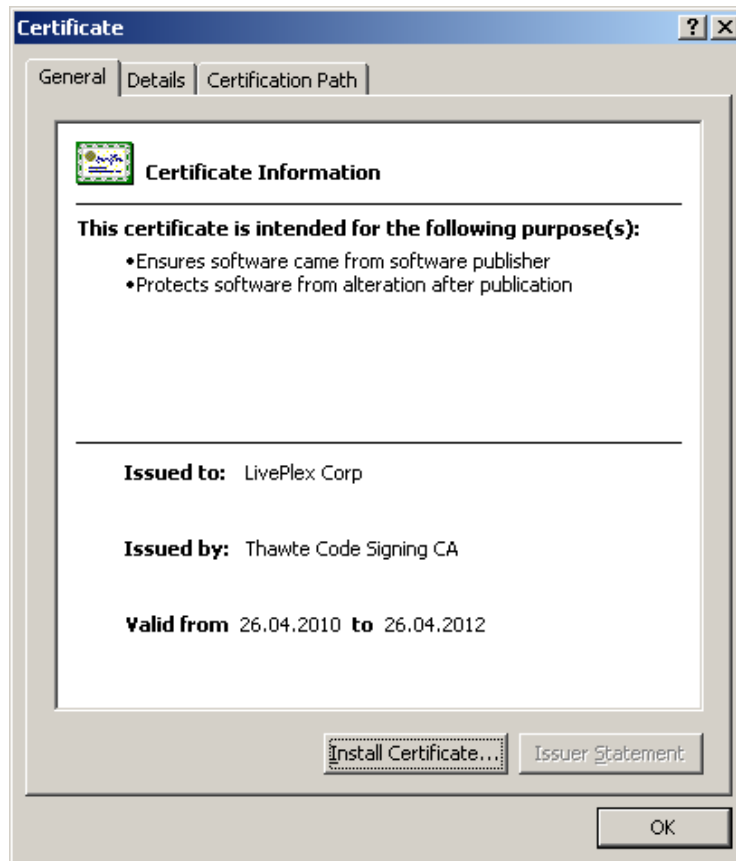 Certificate
General Details Certification Path
Certificate Information
This certificate is intended for the following purpose(s):
•Ensures software came from software publisher
•Protects software from alteration after publication
Issued to: LivePlex Corp
Issued by: Thawte Code Signing CA
Valid from 26.04.2010 to 26.04.2012
Install Certificate... Issuer Statement
OK